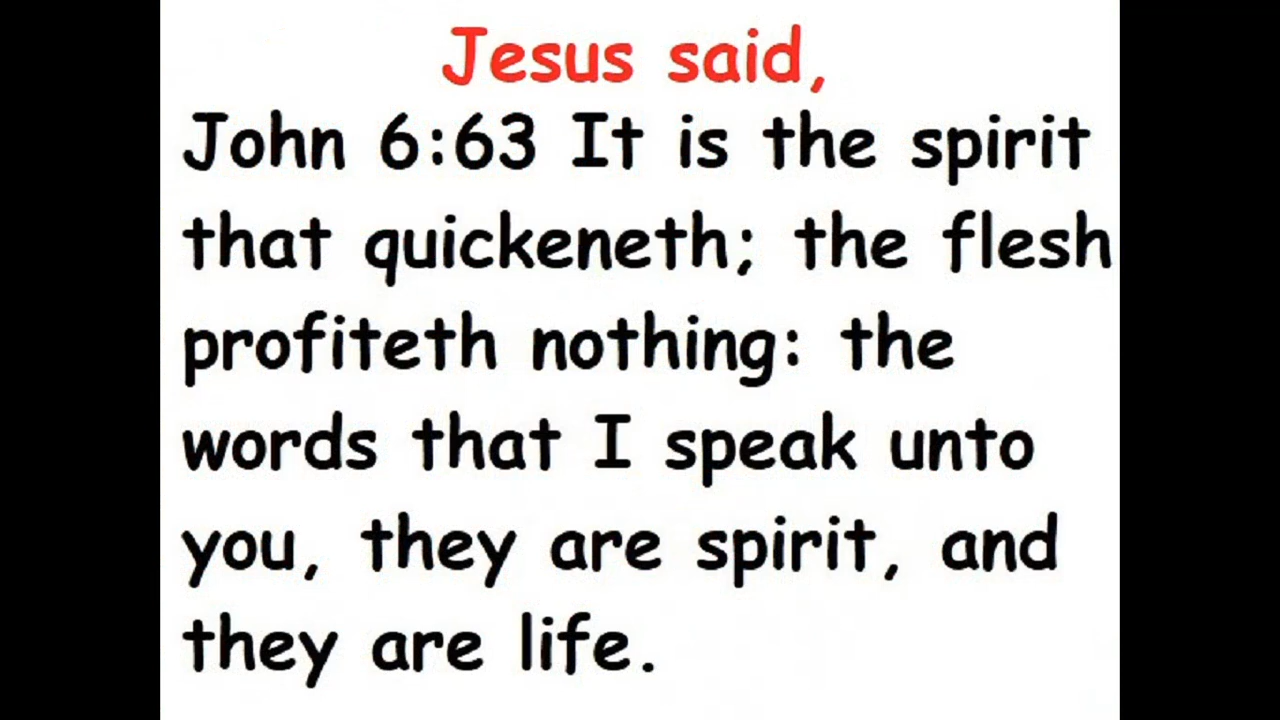 Jesus said,
John 6:63 It is the spirit
that quickeneth; the flesh
profiteth nothing: the
words that I speak unto
you, they are spirit, and
they are life.